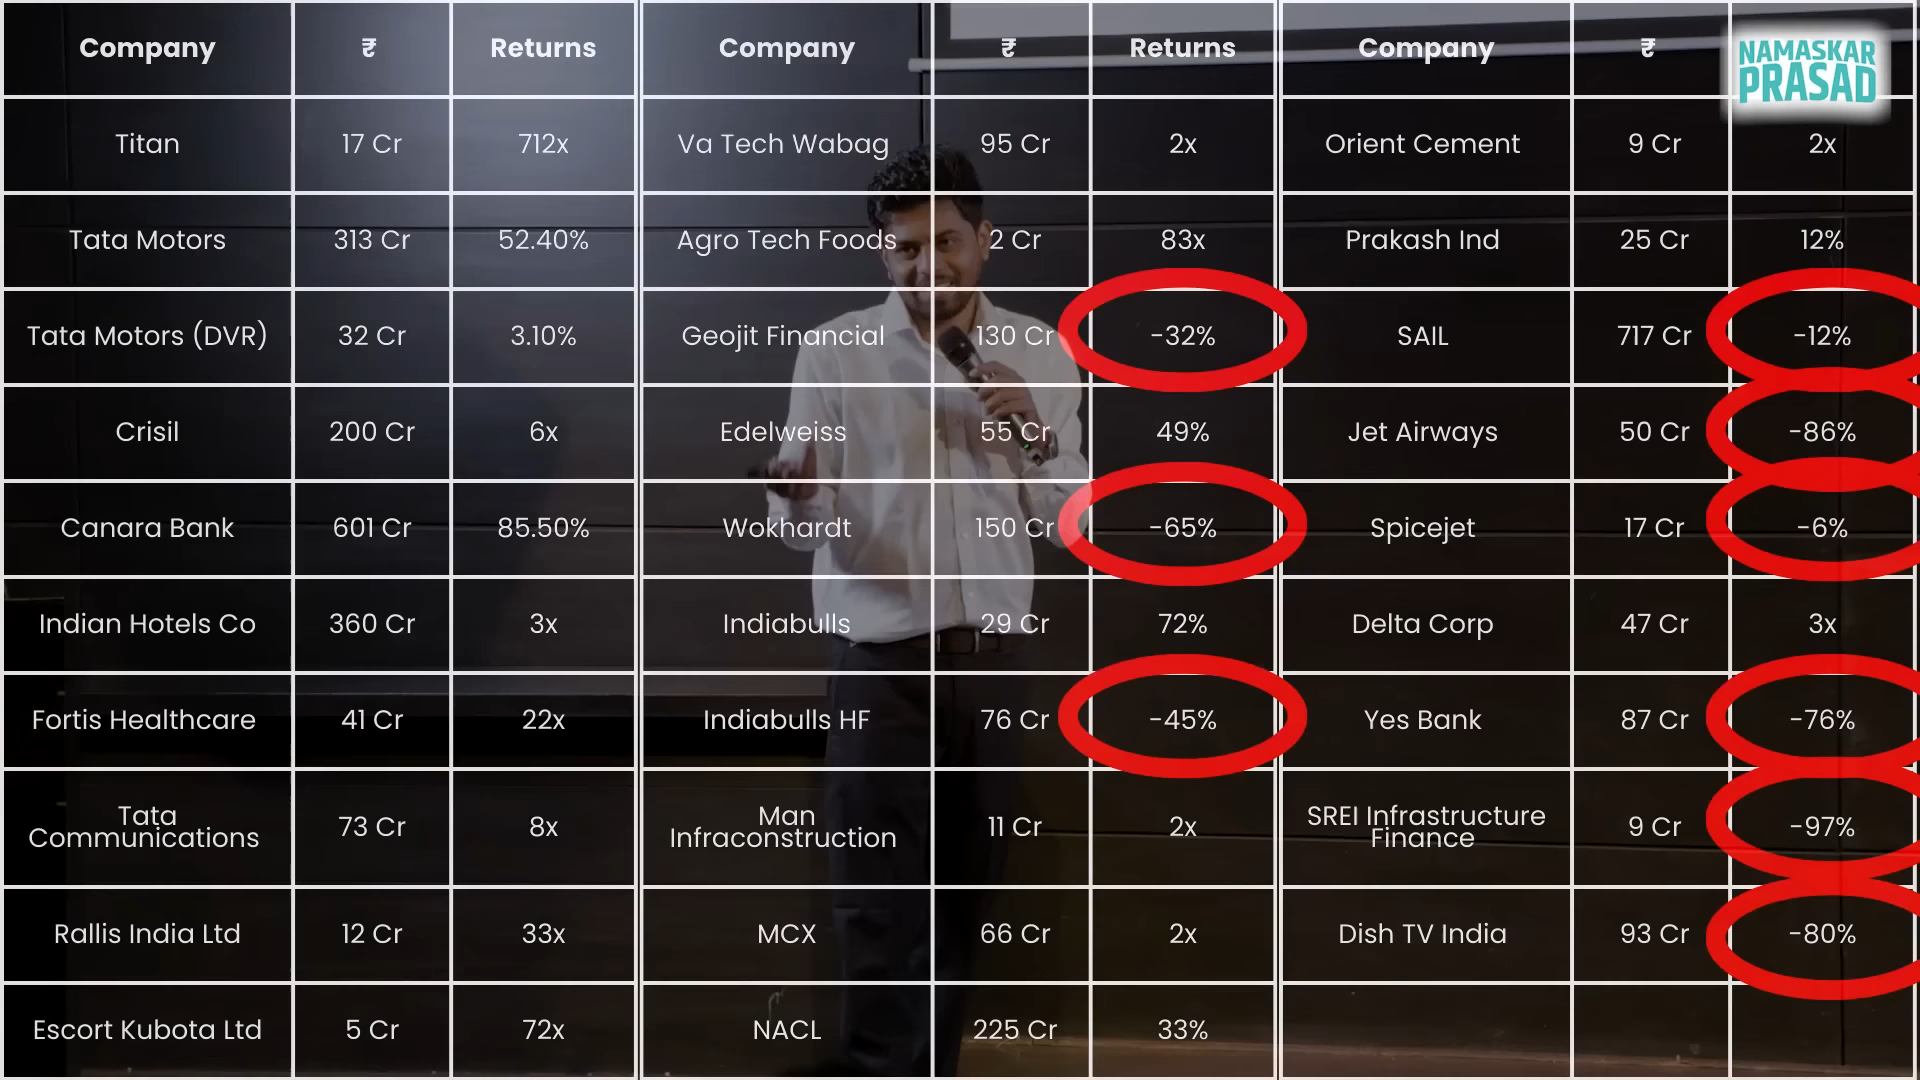 Company ₹ Returns Company ₹ Returns Company ₹
NAMASKAR
PRASAD
Titan 17 Cr 712x Va Tech Wabag 95 Cr 2x Orient Cement 9 Cr 2x
Tata Motors 313 Cr 52.40% Agro Tech Foods 2 Cr 83x Prakash Ind 25 Cr 12%
Tata Motors (DVR) 32 Cr 3.10% Geojit Financial 130 Cr -32% SAIL 717 Cr -12%
Crisil 200 Cr 6x Edelweiss 55 Cr 49% Jet Airways 50 Cr -86%
Canara Bank 601 Cr 85.50% Wokhardt 150 Cr -65% Spicejet 17 Cr -6%
Indian Hotels Co 360 Cr 3x Indiabulls 29 Cr 72% Delta Corp 47 Cr 3x
Fortis Healthcare 41 Cr 22x Indiabulls HF 76 Cr -45% Yes Bank 87 Cr -76%
Tata Communications 73 Cr 8x Man Infraconstruction 11 Cr 2x SREI Infrastructure Finance 9 Cr -97%
Rallis India Ltd 12 Cr 33x MCX 66 Cr 2x Dish TV India 93 Cr -80%
Escort Kubota Ltd 5 Cr 72x NACL 225 Cr 33%